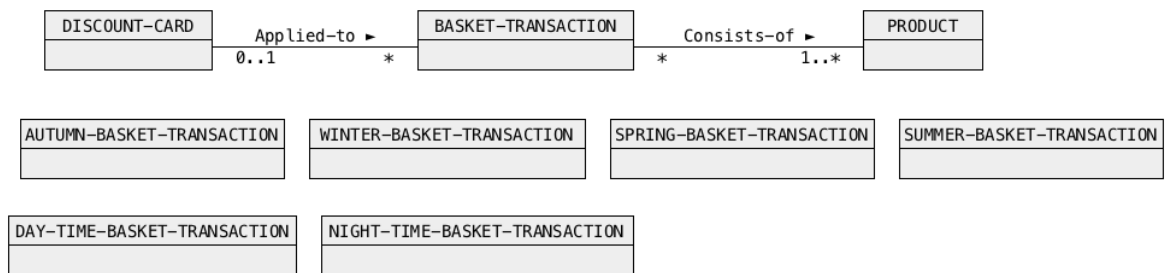 DISCOUNT-CARD
Applied-to ►
0..1
*
BASKET-TRANSACTION
Consists-of ►
*
1..*
PRODUCT
AUTUMN-BASKET-TRANSACTION
WINTER-BASKET-TRANSACTION
SPRING-BASKET-TRANSACTION
SUMMER-BASKET-TRANSACTION
DAY-TIME-BASKET-TRANSACTION
NIGHT-TIME-BASKET-TRANSACTION